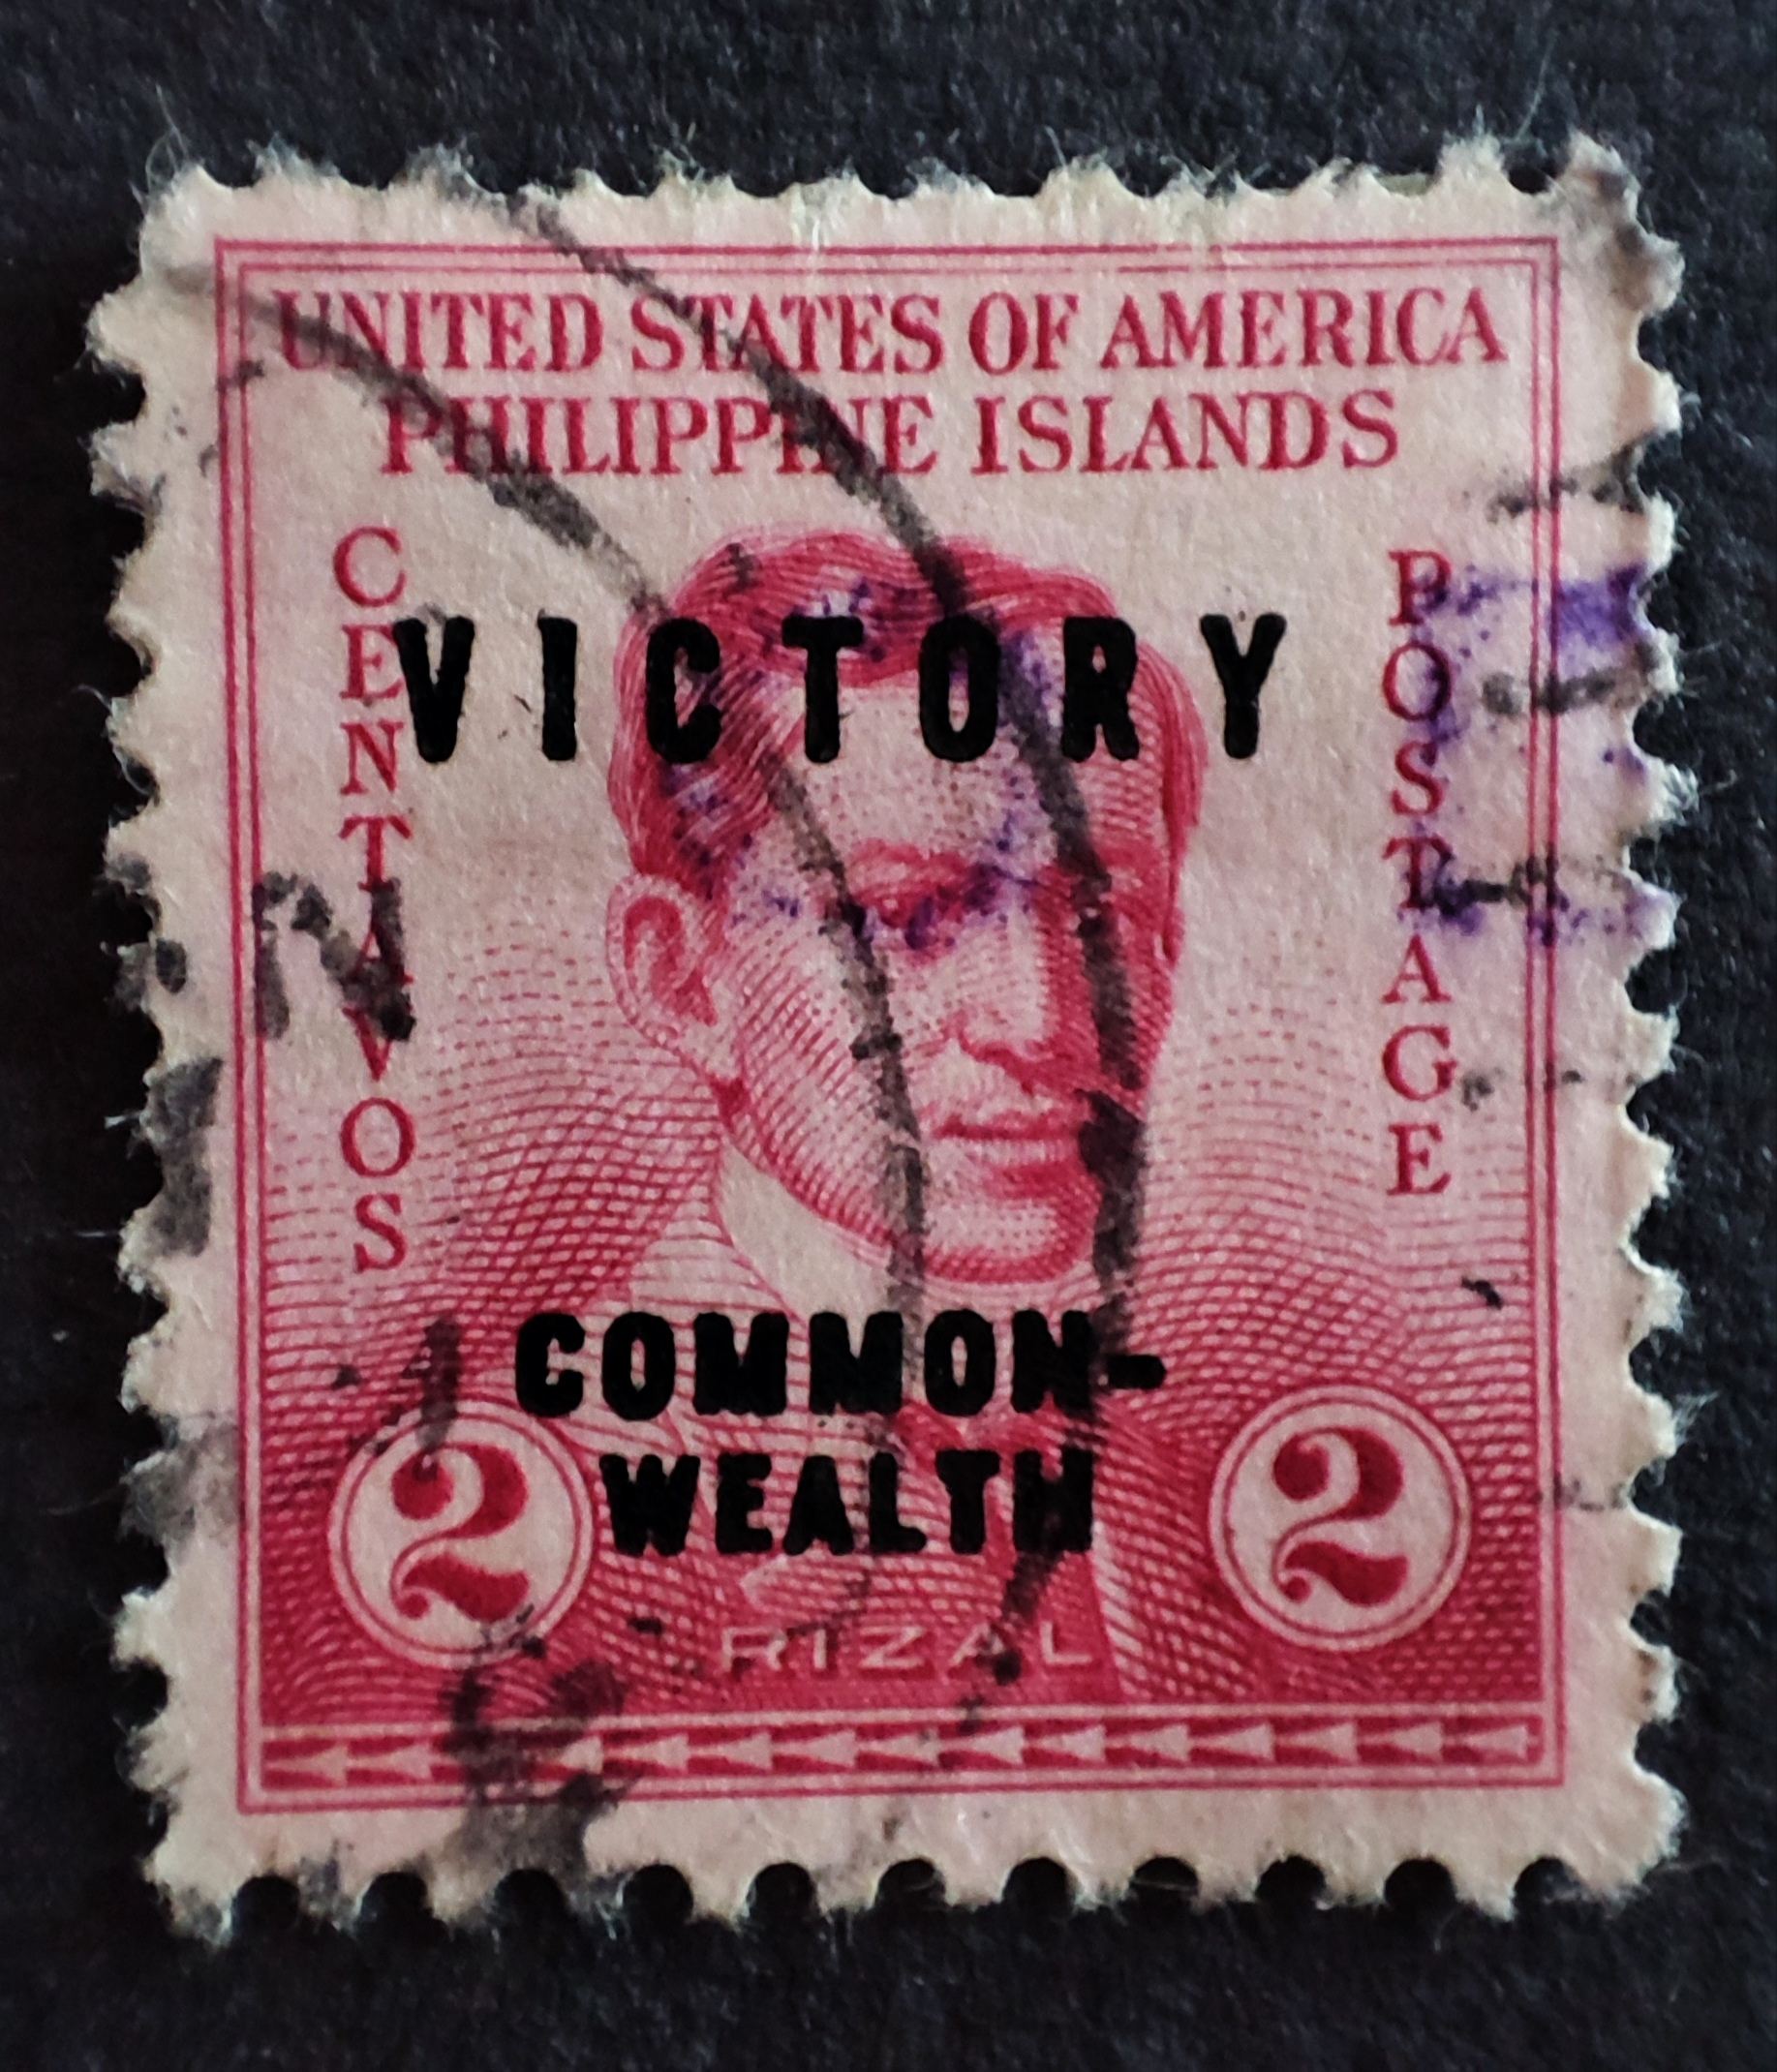 UNITED STATES OF AMERICA
PHILIPPINE ISLANDS
CENTAVOS
POSTAGE
VICTORY
COMMON-
WEALTH
2
2
RIZAL